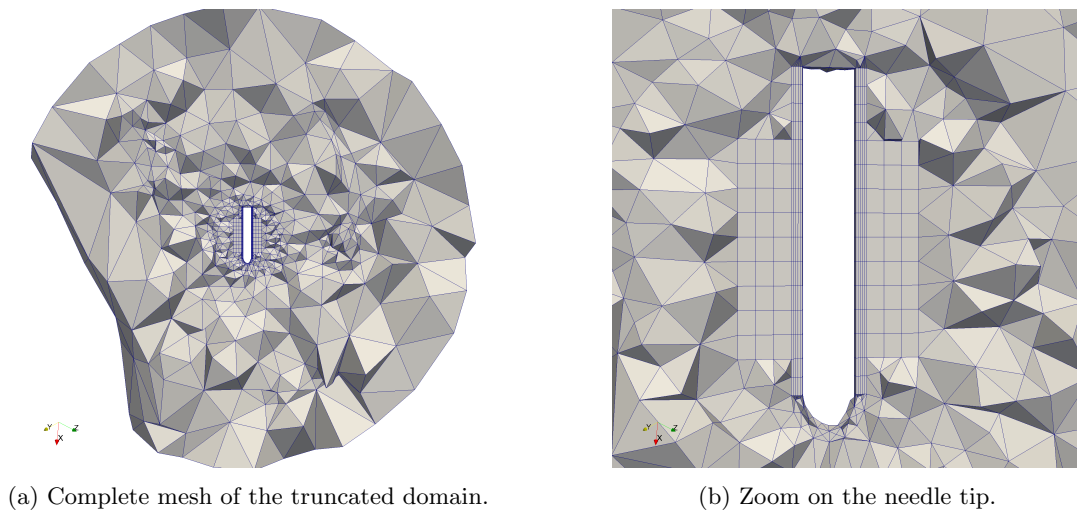 Y Z
X
Y Z
X
(a) Complete mesh of the truncated domain.
(b) Zoom on the needle tip.